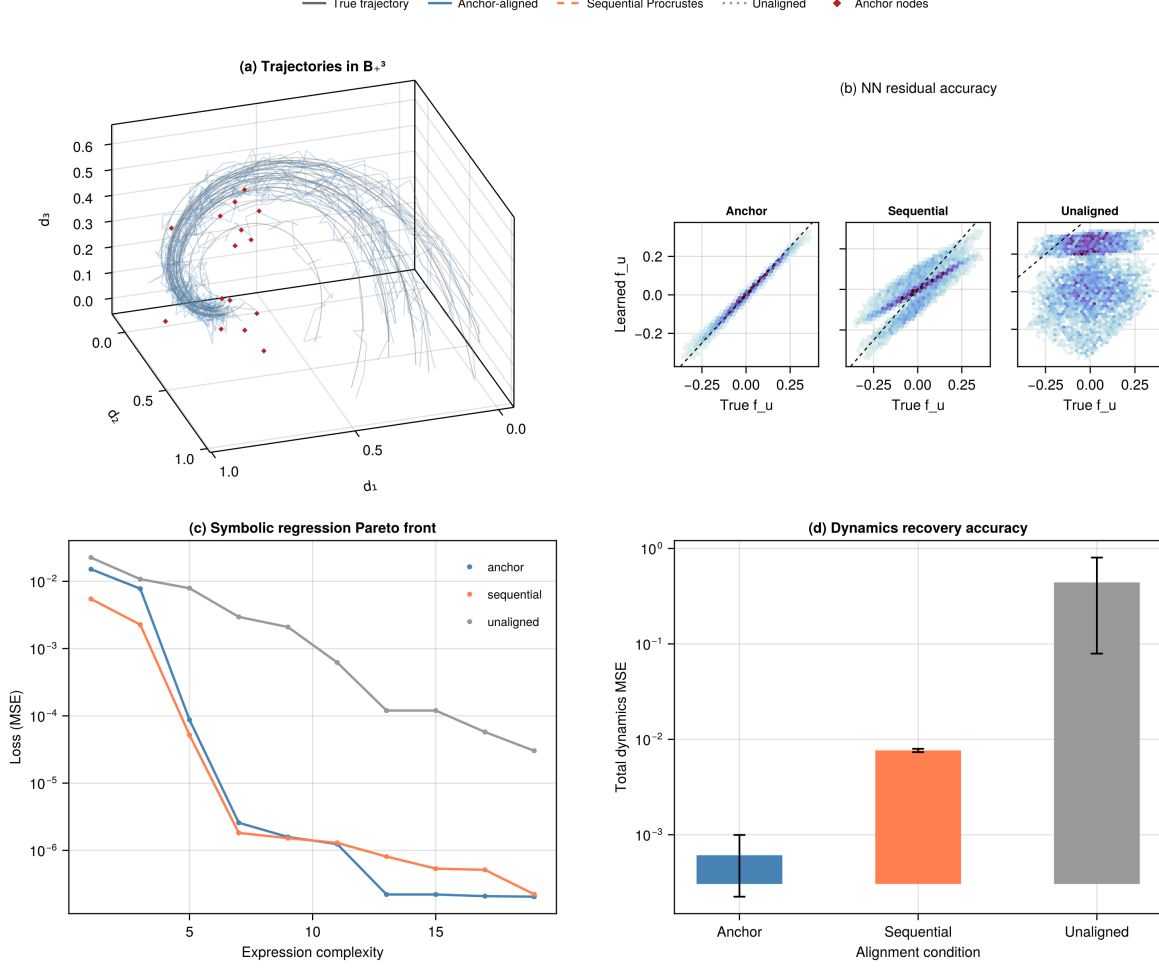 True trajectory Anchor-aligned Sequential Procrustes Unaligned Anchor nodes
(a) Trajectories in B₊³
0.6
0.5
0.4
0.3
0.2
0.1
0.0
d₃
0.0
0.5
1.0
d₂
1.0
0.5
0.0
d₁
(b) NN residual accuracy
Anchor Sequential Unaligned
0.2
0.0
−0.2
Learned f_u
−0.25 0.00 0.25 −0.25 0.00 0.25 −0.25 0.00 0.25
True f_u True f_u True f_u
(c) Symbolic regression Pareto front
anchor
sequential
unaligned
10⁻²
10⁻³
10⁻⁴
10⁻⁵
10⁻⁶
Loss (MSE)
5 10 15
Expression complexity
(d) Dynamics recovery accuracy
10⁰
10⁻¹
10⁻²
10⁻³
Total dynamics MSE
Anchor Sequential Unaligned
Alignment condition